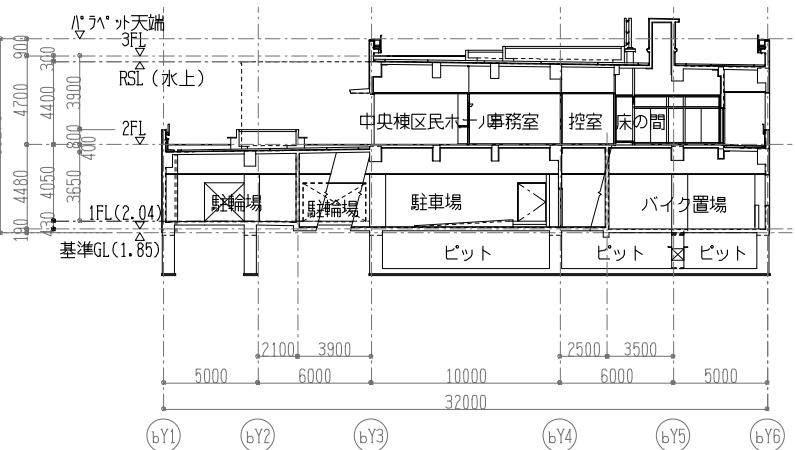 パラペット天端
3FL
RSL(水上)
2FL
1FL(2.04)
基準GL(1.85)
900
4700
4480
190
300
4400
4050
430
3900
800
400
3650
中央棟区民ホール
事務室
控室
床の間
駐輪場
駐輪場
駐車場
バイク置場
ピット
ピット
ピット
2100
3900
2500
3500
5000
6000
10000
6000
5000
32000
bY1
bY2
bY3
bY4
bY5
bY6